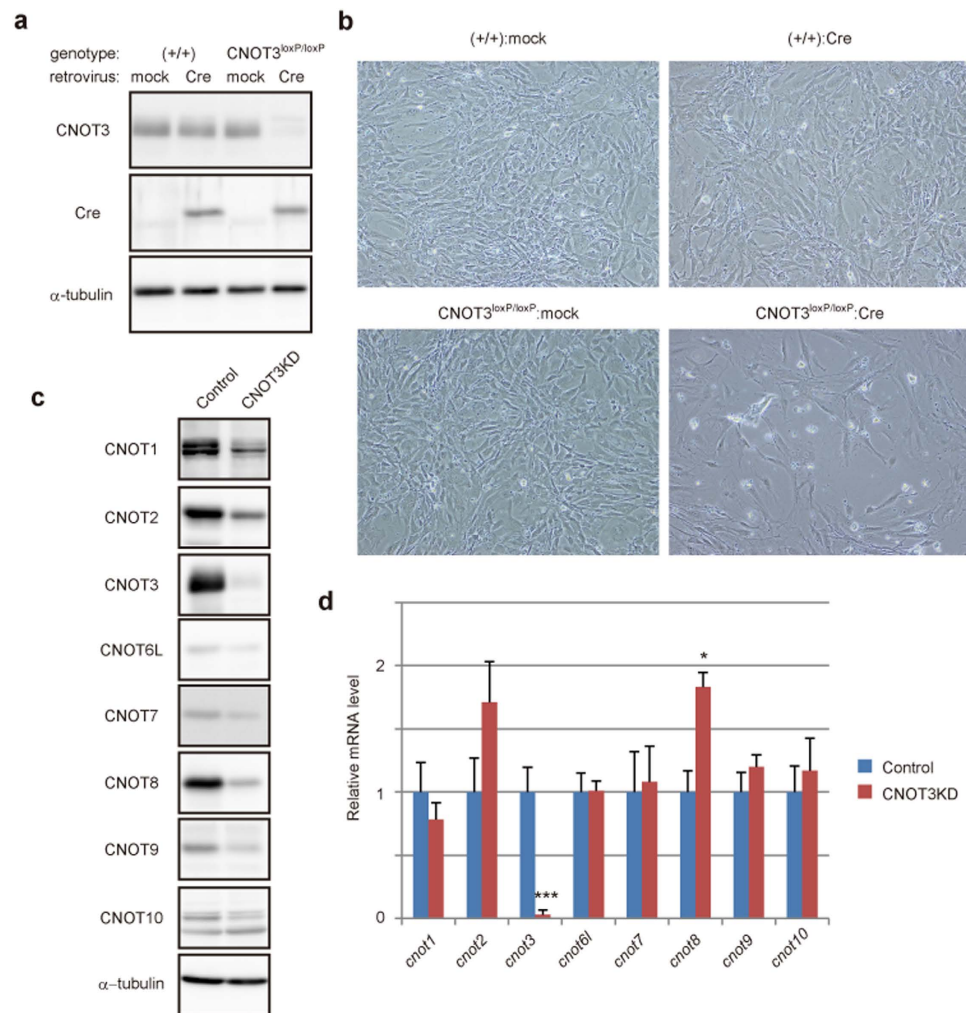 a
genotype: (+/+) CNOT3loxP/loxP
retrovirus: mock Cre mock Cre
CNOT3
Cre
α-tubulin
b
(+/+):mock
(+/+):Cre
CNOT3loxP/loxP:mock
CNOT3loxP/loxP:Cre
c
Control CNOT3KD
CNOT1
CNOT2
CNOT3
CNOT6L
CNOT7
CNOT8
CNOT9
CNOT10
α–tubulin
d
Relative mRNA level
2
1
0
***
*
cnot1 cnot2 cnot3 cnot6l cnot7 cnot8 cnot9 cnot10
Control
CNOT3KD